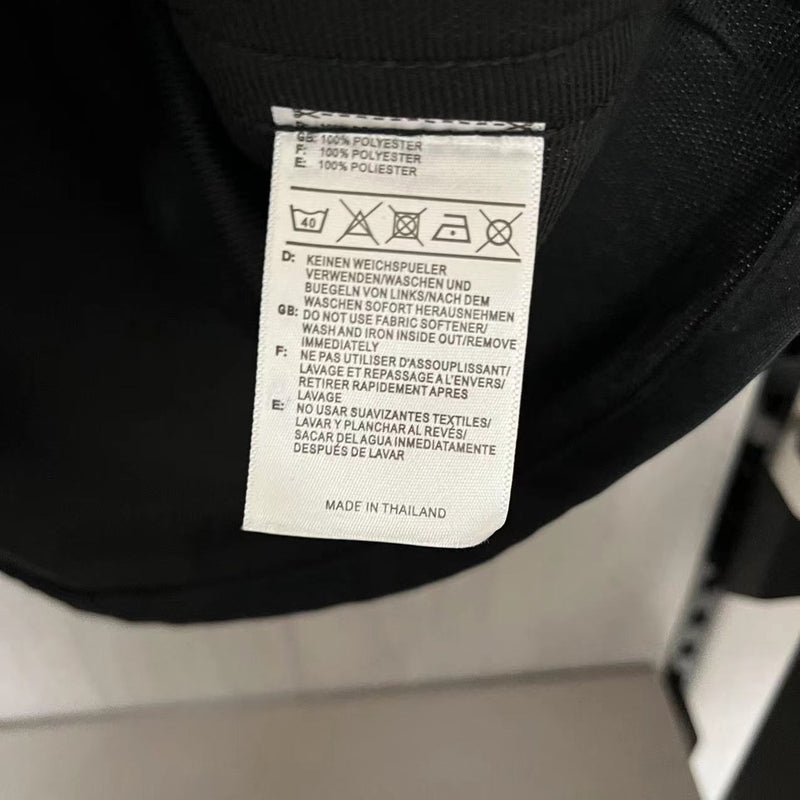 GB: 100% POLYESTER
F: 100% POLYESTER
E: 100% POLIESTER
40
D: KEINEN WEICHSPUELER
VERWENDEN/WASCHEN UND
BUEGELN VON LINKS/NACH DEM
WASCHEN SOFORT HERAUSNEHMEN
GB: DO NOT USE FABRIC SOFTENER/
WASH AND IRON INSIDE OUT/REMOVE
IMMEDIATELY
F: NE PAS UTILISER D'ASSOUPLISSANT/
LAVAGE ET REPASSAGE A L'ENVERS/
RETIRER RAPIDEMENT APRES
LAVAGE
E: NO USAR SUAVIZANTES TEXTILES/
LAVAR Y PLANCHAR AL REVÉS/
SACAR DEL AGUA INMEDIATAMENTE
DESPUÉS DE LAVAR
MADE IN THAILAND